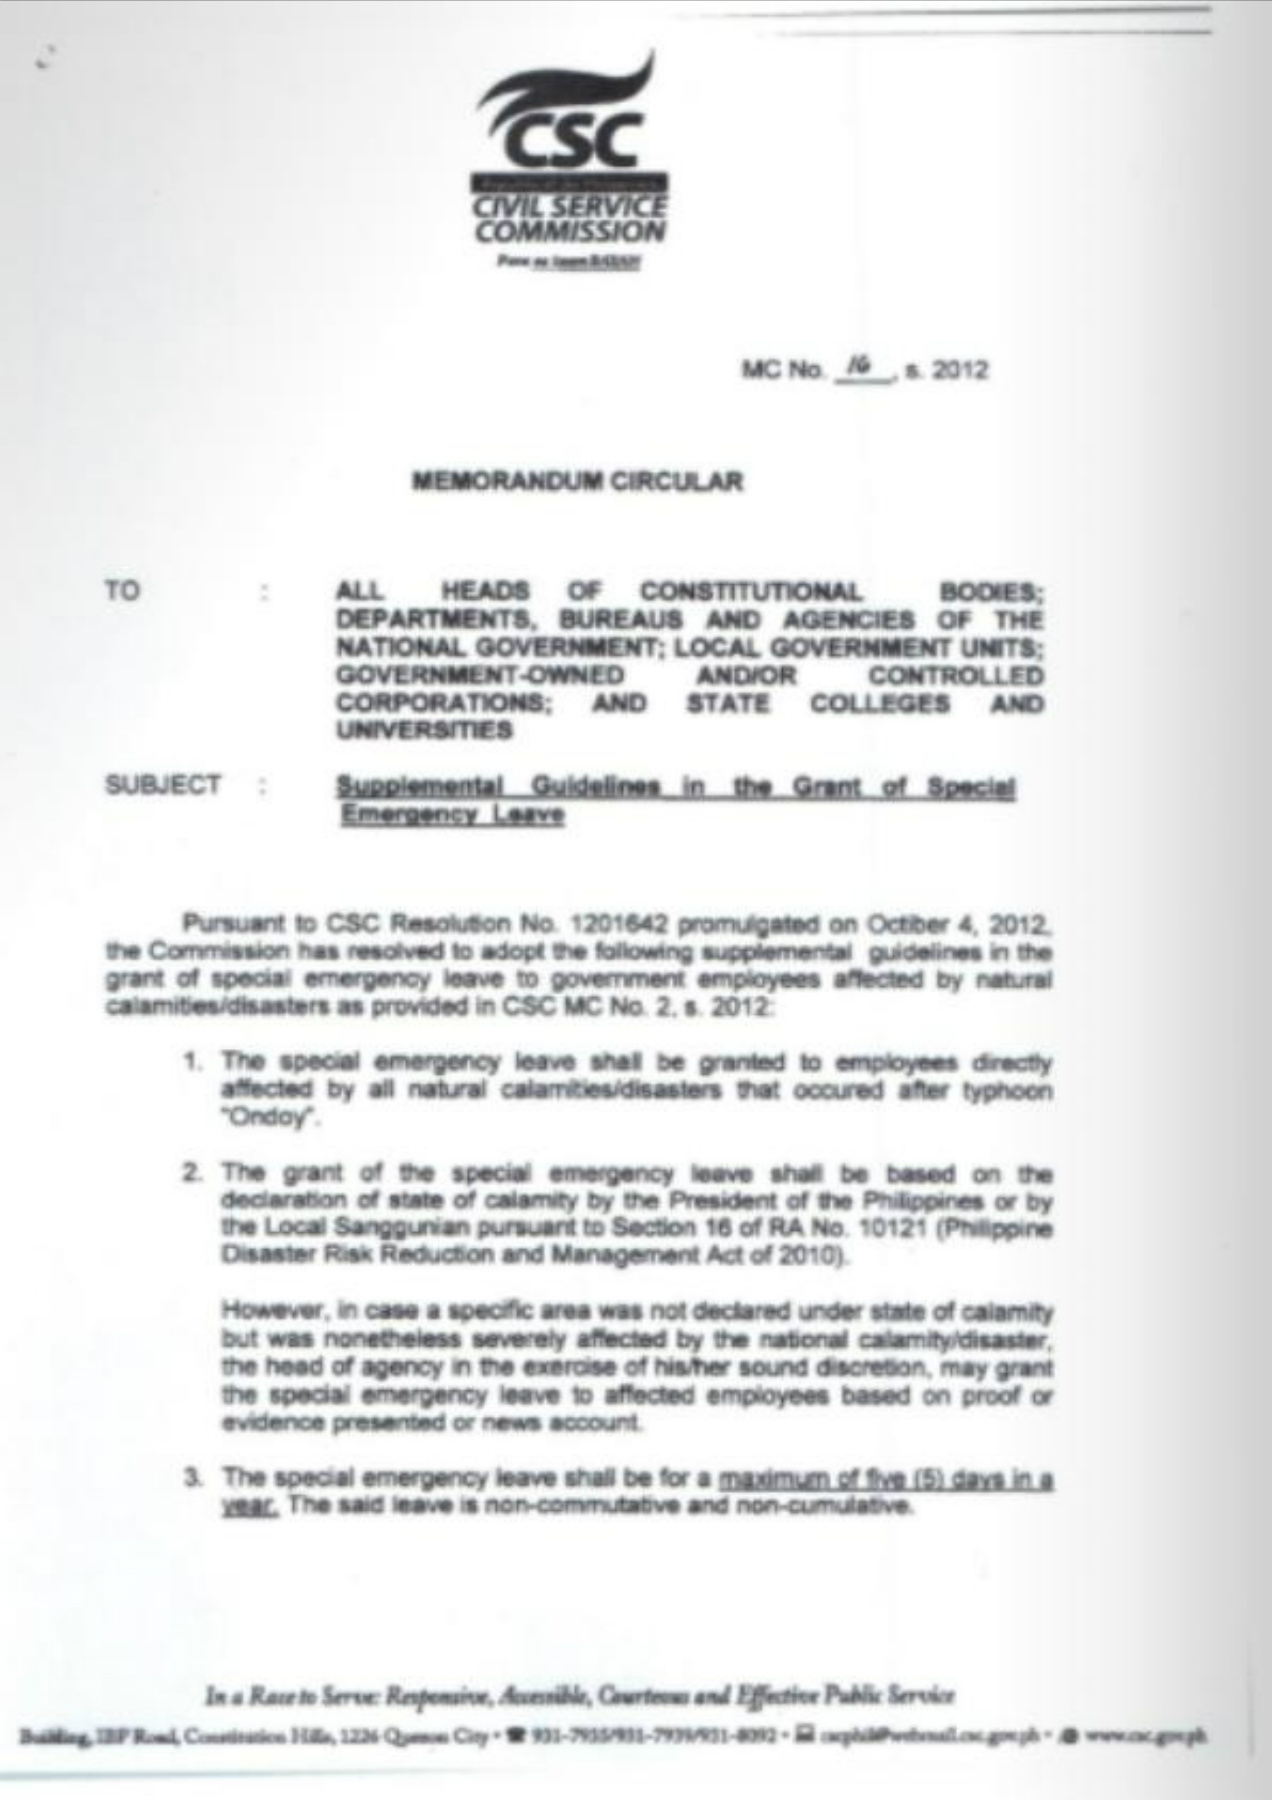 CSC
Republic of the Philippines
CIVIL SERVICE
COMMISSION
MC No. 16, s. 2012
MEMORANDUM CIRCULAR
TO : ALL HEADS OF CONSTITUTIONAL BODIES;
DEPARTMENTS, BUREAUS AND AGENCIES OF THE
NATIONAL GOVERNMENT; LOCAL GOVERNMENT UNITS;
GOVERNMENT-OWNED AND/OR CONTROLLED
CORPORATIONS; AND STATE COLLEGES AND
UNIVERSITIES
SUBJECT : Supplemental Guidelines in the Grant of Special
Emergency Leave
Pursuant to CSC Resolution No. 1201642 promulgated on Octiber 4, 2012,
the Commission has resolved to adopt the following supplemental guidelines in the
grant of special emergency leave to government employees affected by natural
calamities/disasters as provided in CSC MC No. 2, s. 2012:
1. The special emergency leave shall be granted to employees directly
affected by all natural calamities/disasters that occured after typhoon
"Ondoy".
2. The grant of the special emergency leave shall be based on the
declaration of state of calamity by the President of the Philippines or by
the Local Sanggunian pursuant to Section 16 of RA No. 10121 (Philippine
Disaster Risk Reduction and Management Act of 2010).
However, in case a specific area was not declared under state of calamity
but was nonetheless severely affected by the national calamity/disaster,
the head of agency in the exercise of his/her sound discretion, may grant
the special emergency leave to affected employees based on proof or
evidence presented or news account.
3. The special emergency leave shall be for a maximum of five (5) days in a
year. The said leave is non-commutative and non-cumulative.
In a Race to Serve: Responsive, Accessible, Courteous and Effective Public Service
Building, IBP Road, Constitution Hills, 1226 Quezon City • ☎ 931-7935/931-7939/931-8092 • cscphil@webmail.csc.gov.ph • www.csc.gov.ph